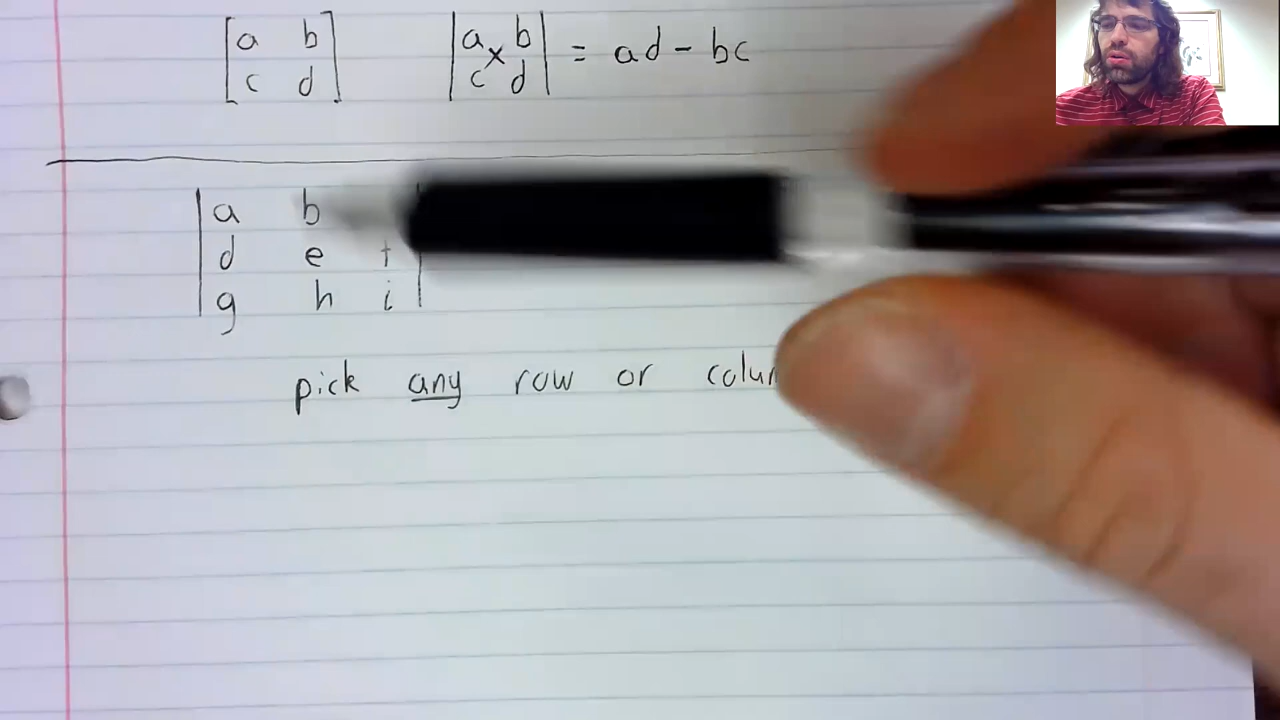 [a b] |a b| = ad - bc
[c d] |c d|
|a b
|d e f|
|g h i|
pick any row or